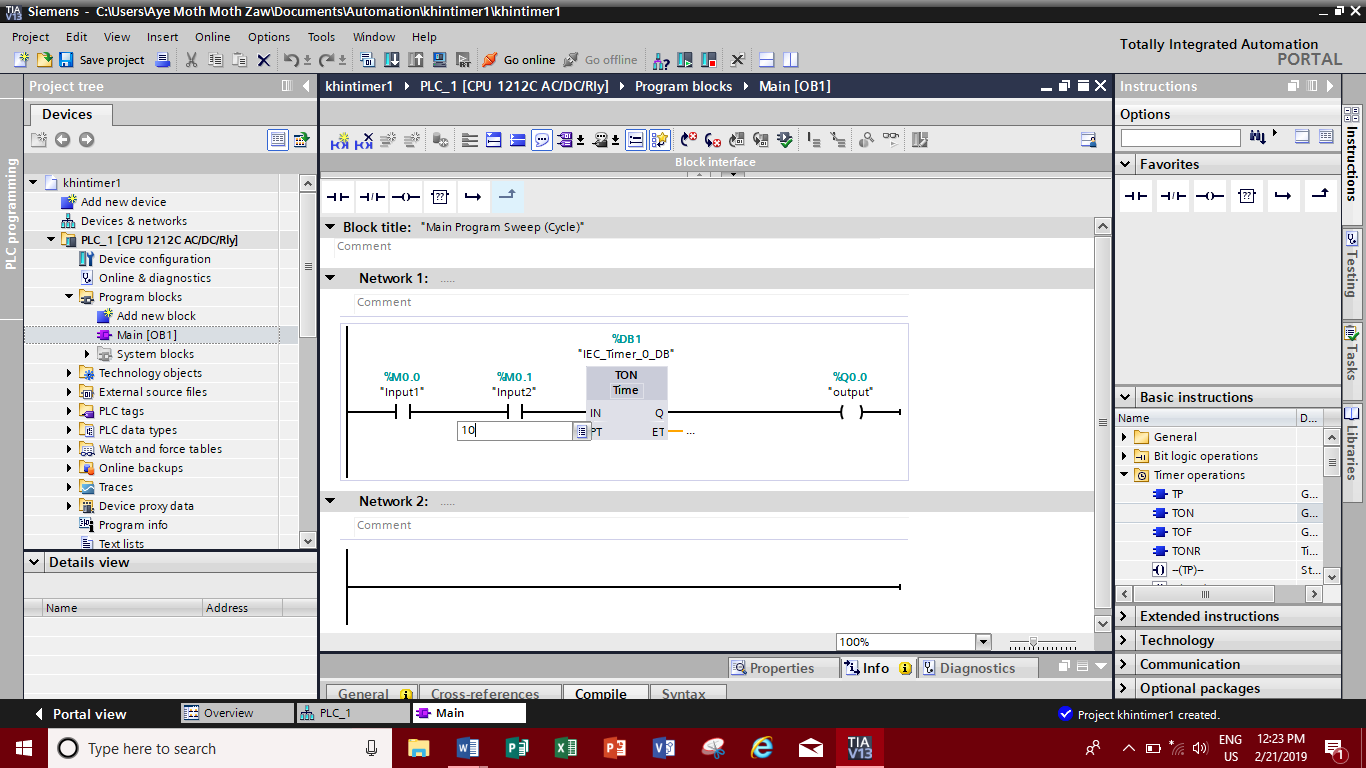 Siemens - C:\Users\Aye Moth Moth Zaw\Documents\Automation\khintimer1\khintimer1
Project Edit View Insert Online Options Tools Window Help
Totally Integrated Automation
PORTAL
Save project Go online Go offline
Project tree
khintimer1 PLC_1 [CPU 1212C AC/DC/Rly] Program blocks Main [OB1]
Instructions
Devices
Options
PLC programming
Block interface
Favorites
khintimer1
Add new device
Devices & networks
PLC_1 [CPU 1212C AC/DC/Rly]
Device configuration
Online & diagnostics
Program blocks
Add new block
Main [OB1]
System blocks
Technology objects
External source files
PLC tags
PLC data types
Watch and force tables
Online backups
Traces
Device proxy data
Program info
Text lists
Details view
Name Address
??
Block title: "Main Program Sweep (Cycle)"
Comment
Network 1: .....
Comment
%DB1
"IEC_Timer_0_DB"
TON
Time
%M0.0
"Input1"
%M0.1
"Input2"
%Q0.0
"output"
IN Q
10 PT ET ...
Network 2: .....
Comment
100%
Properties Info Diagnostics
General Cross-references Compile Syntax
??
Basic instructions
Name D...
General
Bit logic operations
Timer operations
TP G...
TON G...
TOF G...
TONR Ti...
–(TP)– St...
Extended instructions
Technology
Communication
Optional packages
Instructions
Testing
Tasks
Libraries
Portal view Overview PLC_1 Main
Project khintimer1 created.
Type here to search
TIA
V13
ENG
US
12:23 PM
2/21/2019
1